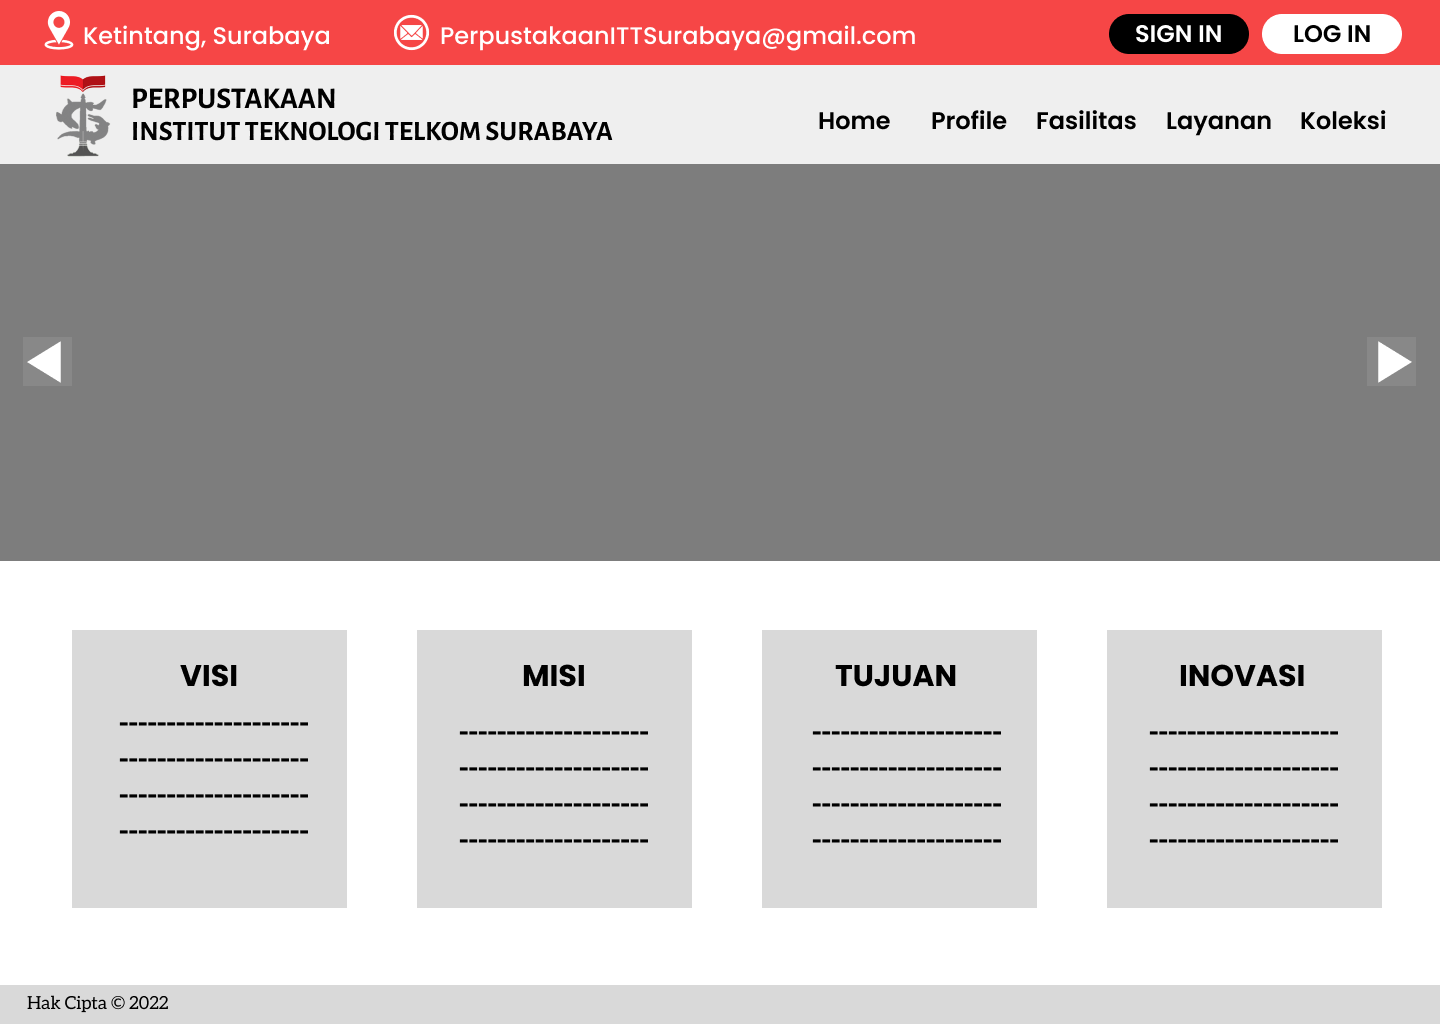 Ketintang, Surabaya
PerpustakaanITTSurabaya@gmail.com
SIGN IN
LOG IN
PERPUSTAKAAN
INSTITUT TEKNOLOGI TELKOM SURABAYA
Home
Profile
Fasilitas
Layanan
Koleksi
VISI
--------------------
--------------------
--------------------
--------------------
MISI
--------------------
--------------------
--------------------
--------------------
TUJUAN
--------------------
--------------------
--------------------
--------------------
INOVASI
--------------------
--------------------
--------------------
--------------------
Hak Cipta © 2022